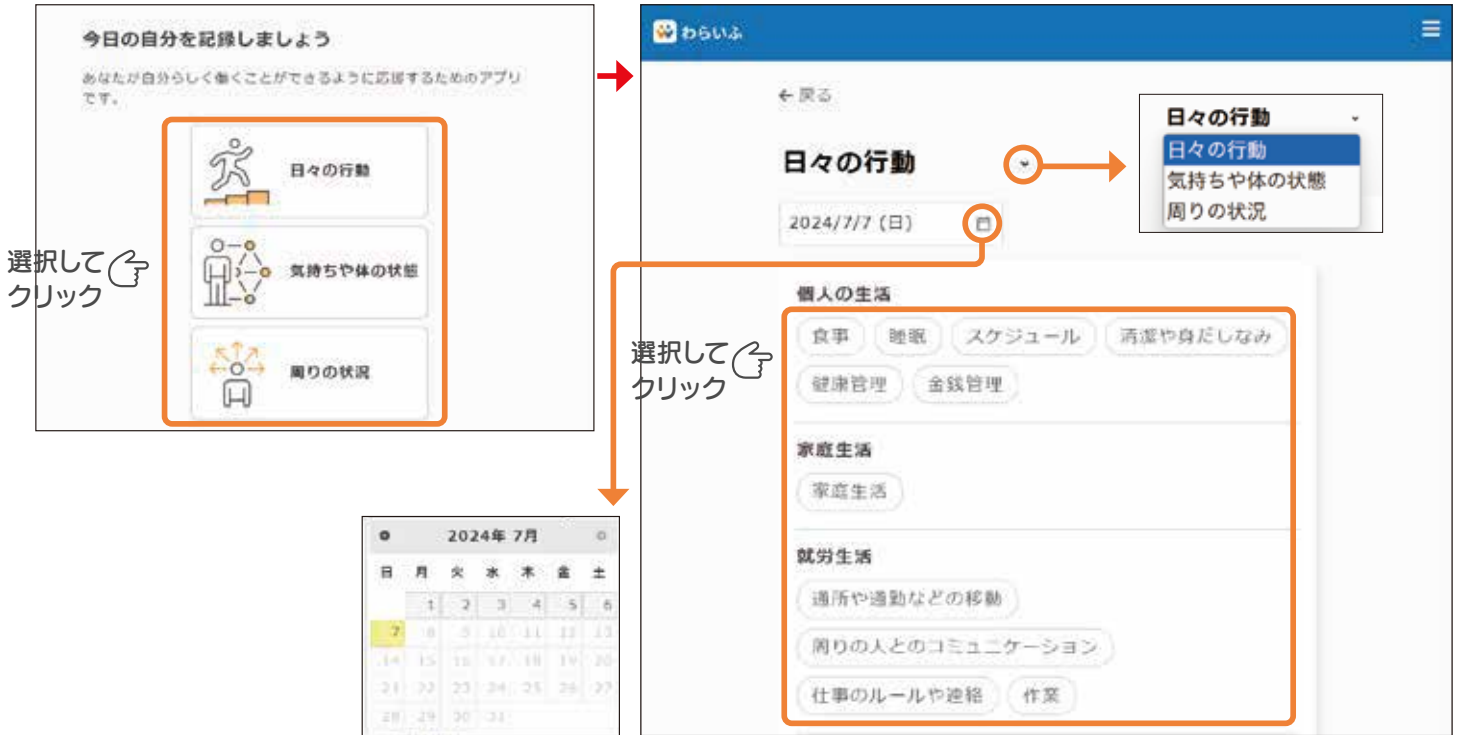 今日の自分を記録しましょう
あなたが自分らしく働くことができるように応援するためのアプリ
です。
日々の行動
気持ちや体の状態
周りの状況
選択して
クリック
わらいふ
← 戻る
日々の行動
2024/7/7 (日)
日々の行動
日々の行動
気持ちや体の状態
周りの状況
選択して
クリック
個人の生活
食事 睡眠 スケジュール 清潔や身だしなみ
健康管理 金銭管理
家庭生活
家庭生活
就労生活
通所や通勤などの移動
周りの人とのコミュニケーション
仕事のルールや連絡 作業
2024年 7月
日 月 火 水 木 金 土
1 2 3 4 5 6
7 8 9 10 11 12 13
14 15 16 17 18 19 20
21 22 23 24 25 26 27
28 29 30 31